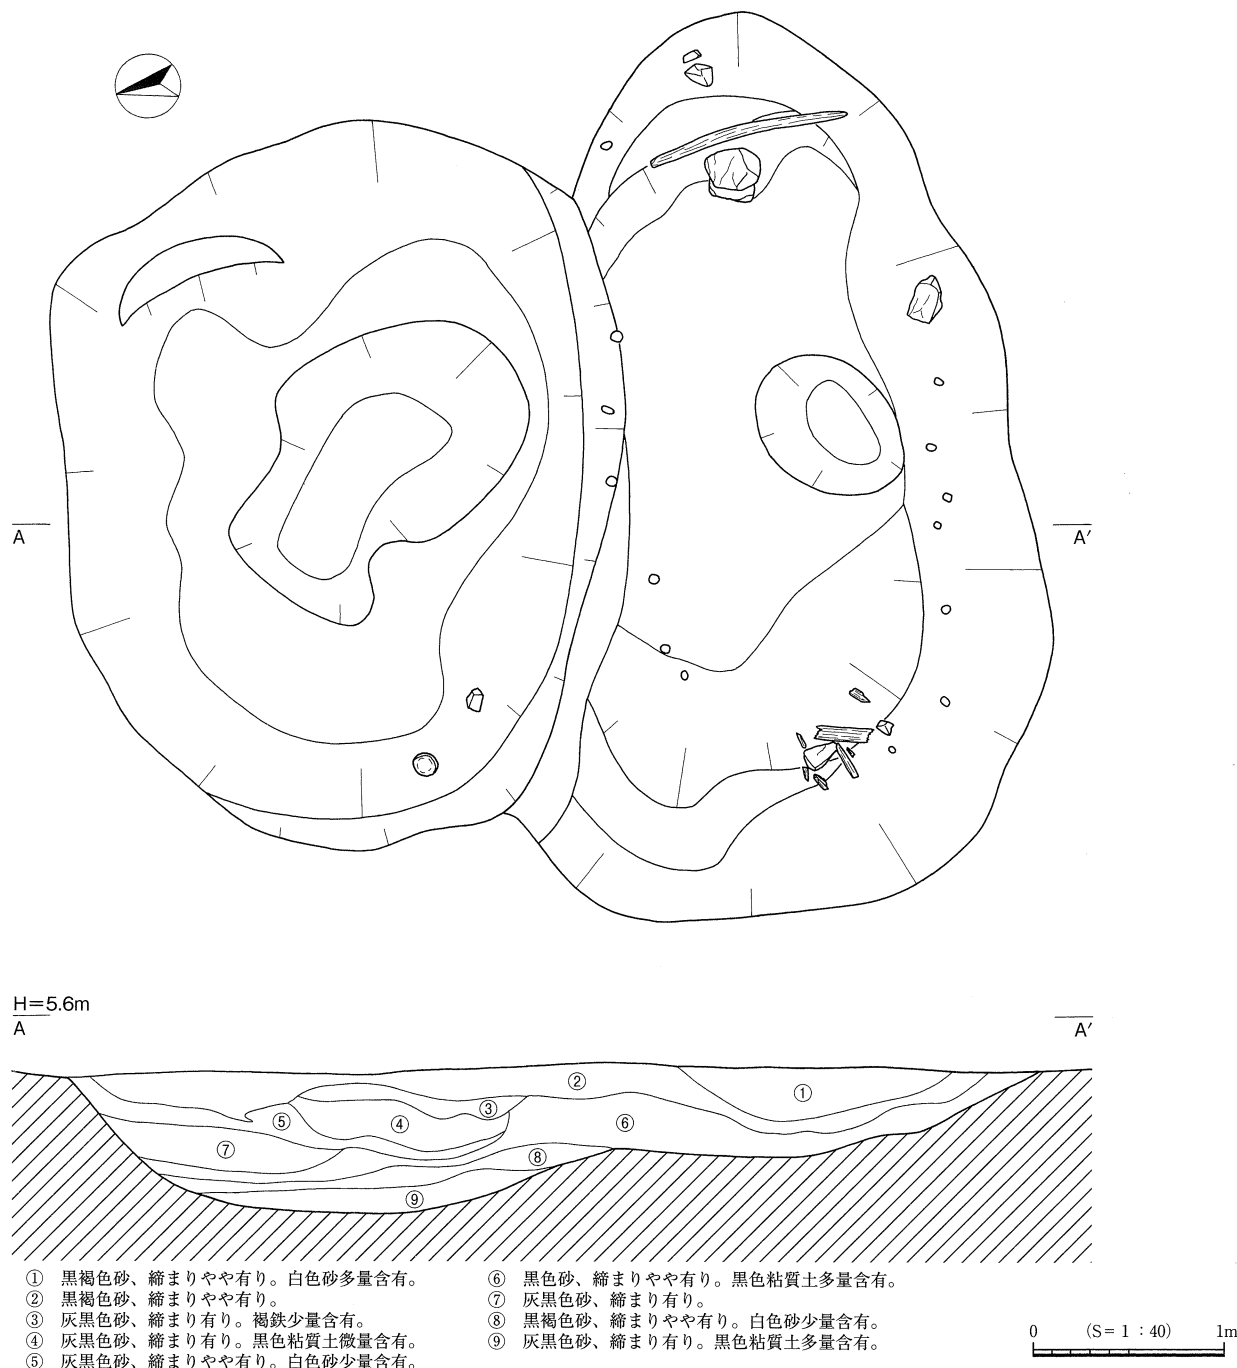 A A′
H＝5.6m
A A′
②
①
③
⑤ ④ ⑥
⑦
⑧
⑨
① 黒褐色砂、締まりやや有り。白色砂多量含有。
② 黒褐色砂、締まりやや有り。
③ 灰黒色砂、締まり有り。褐鉄少量含有。
④ 灰黒色砂、締まり有り。黒色粘質土微量含有。
⑤ 灰黒色砂、締まりやや有り。白色砂少量含有。
⑥ 黒色砂、締まりやや有り。黒色粘質土多量含有。
⑦ 灰黒色砂、締まり有り。
⑧ 黒褐色砂、締まりやや有り。白色砂少量含有。
⑨ 灰黒色砂、締まり有り。黒色粘質土多量含有。
0 （S＝1：40） 1m